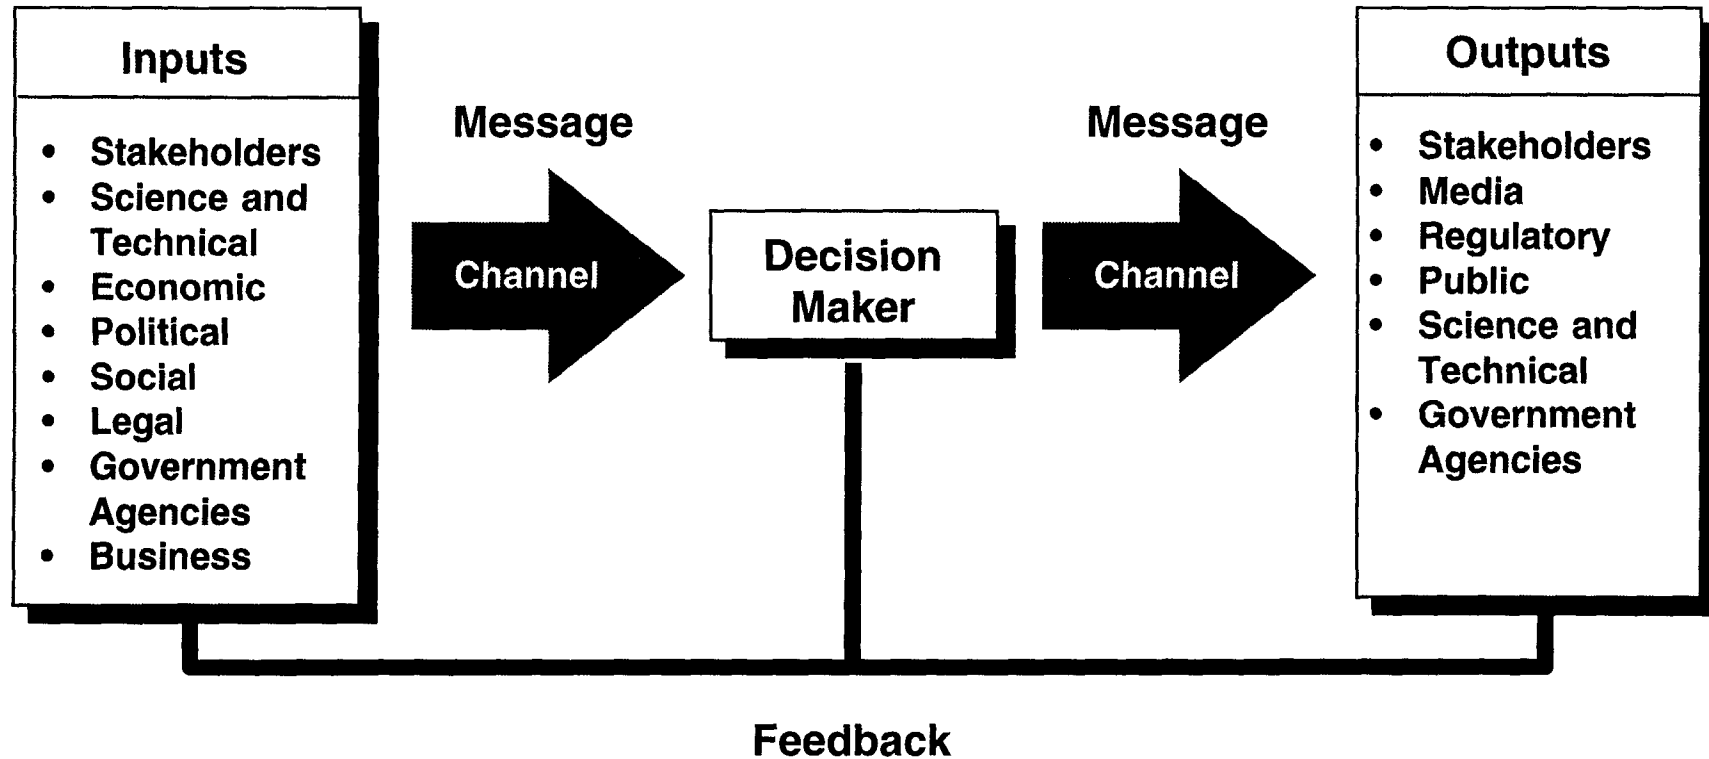 Inputs
• Stakeholders
• Science and
Technical
• Economic
• Political
• Social
• Legal
• Government
Agencies
• Business
Message
Channel
Decision
Maker
Message
Channel
Outputs
• Stakeholders
• Media
• Regulatory
• Public
• Science and
Technical
• Government
Agencies
Feedback